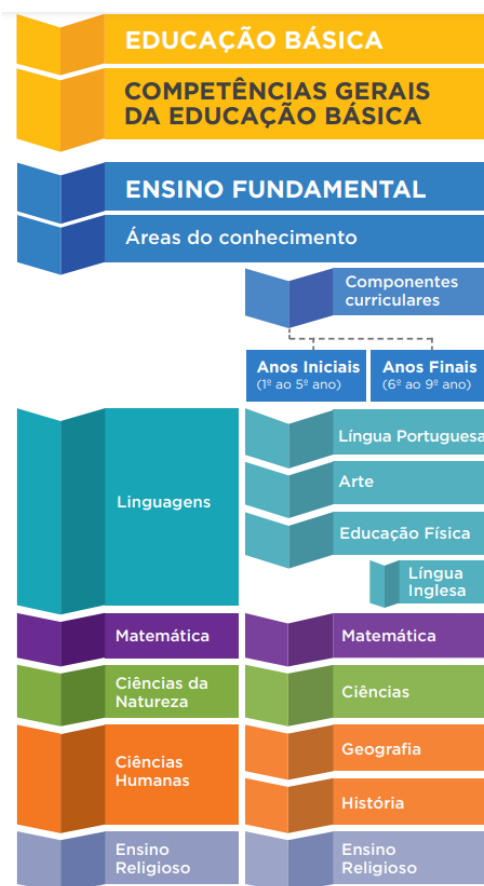 EDUCAÇÃO BÁSICA
COMPETÊNCIAS GERAIS
DA EDUCAÇÃO BÁSICA
ENSINO FUNDAMENTAL
Áreas do conhecimento
Componentes
curriculares
Anos Iniciais
(1º ao 5º ano)
Anos Finais
(6º ao 9º ano)
Linguagens
Língua Portuguesa
Arte
Educação Física
Língua
Inglesa
Matemática
Matemática
Ciências da
Natureza
Ciências
Ciências
Humanas
Geografia
História
Ensino
Religioso
Ensino
Religioso